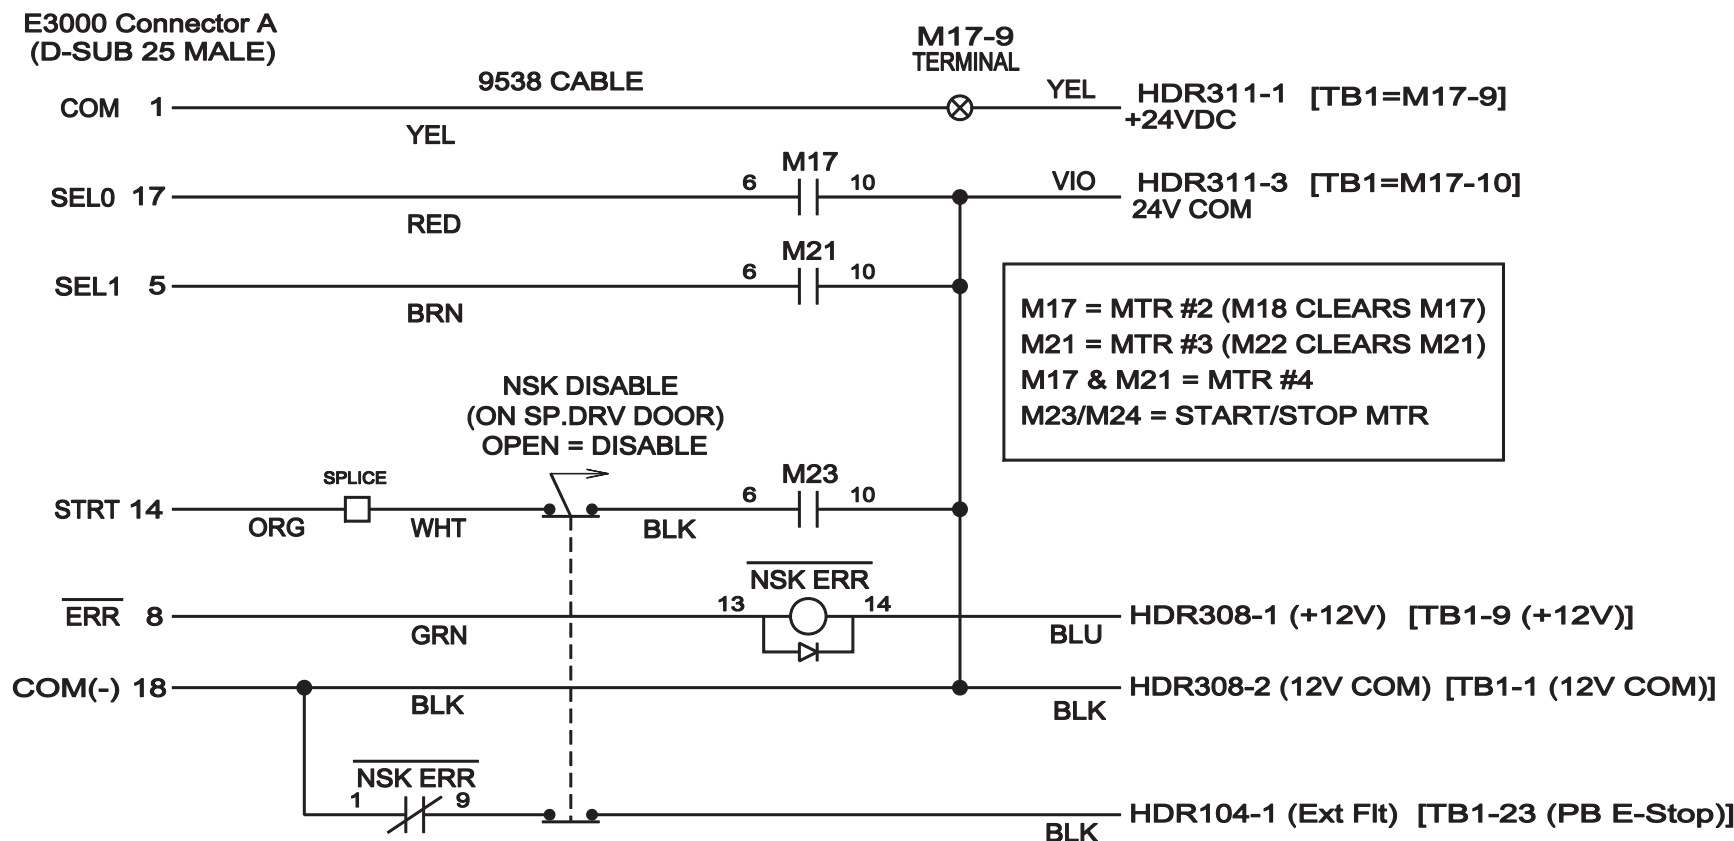 E3000 Connector A
(D-SUB 25 MALE)
M17-9
TERMINAL
9538 CABLE
COM 1
YEL
YEL
HDR311-1 [TB1=M17-9]
+24VDC
SEL0 17
RED
M17
6 10
VIO
HDR311-3 [TB1=M17-10]
24V COM
SEL1 5
BRN
M21
6 10
M17 = MTR #2 (M18 CLEARS M17)
M21 = MTR #3 (M22 CLEARS M21)
M17 & M21 = MTR #4
M23/M24 = START/STOP MTR
NSK DISABLE
(ON SP.DRV DOOR)
OPEN = DISABLE
STRT 14
ORG
SPLICE
WHT
BLK
M23
6 10
ERR 8
GRN
NSK ERR
13 14
BLU
HDR308-1 (+12V) [TB1-9 (+12V)]
COM(-) 18
BLK
BLK
HDR308-2 (12V COM) [TB1-1 (12V COM)]
NSK ERR
1 9
BLK
HDR104-1 (Ext Flt) [TB1-23 (PB E-Stop)]